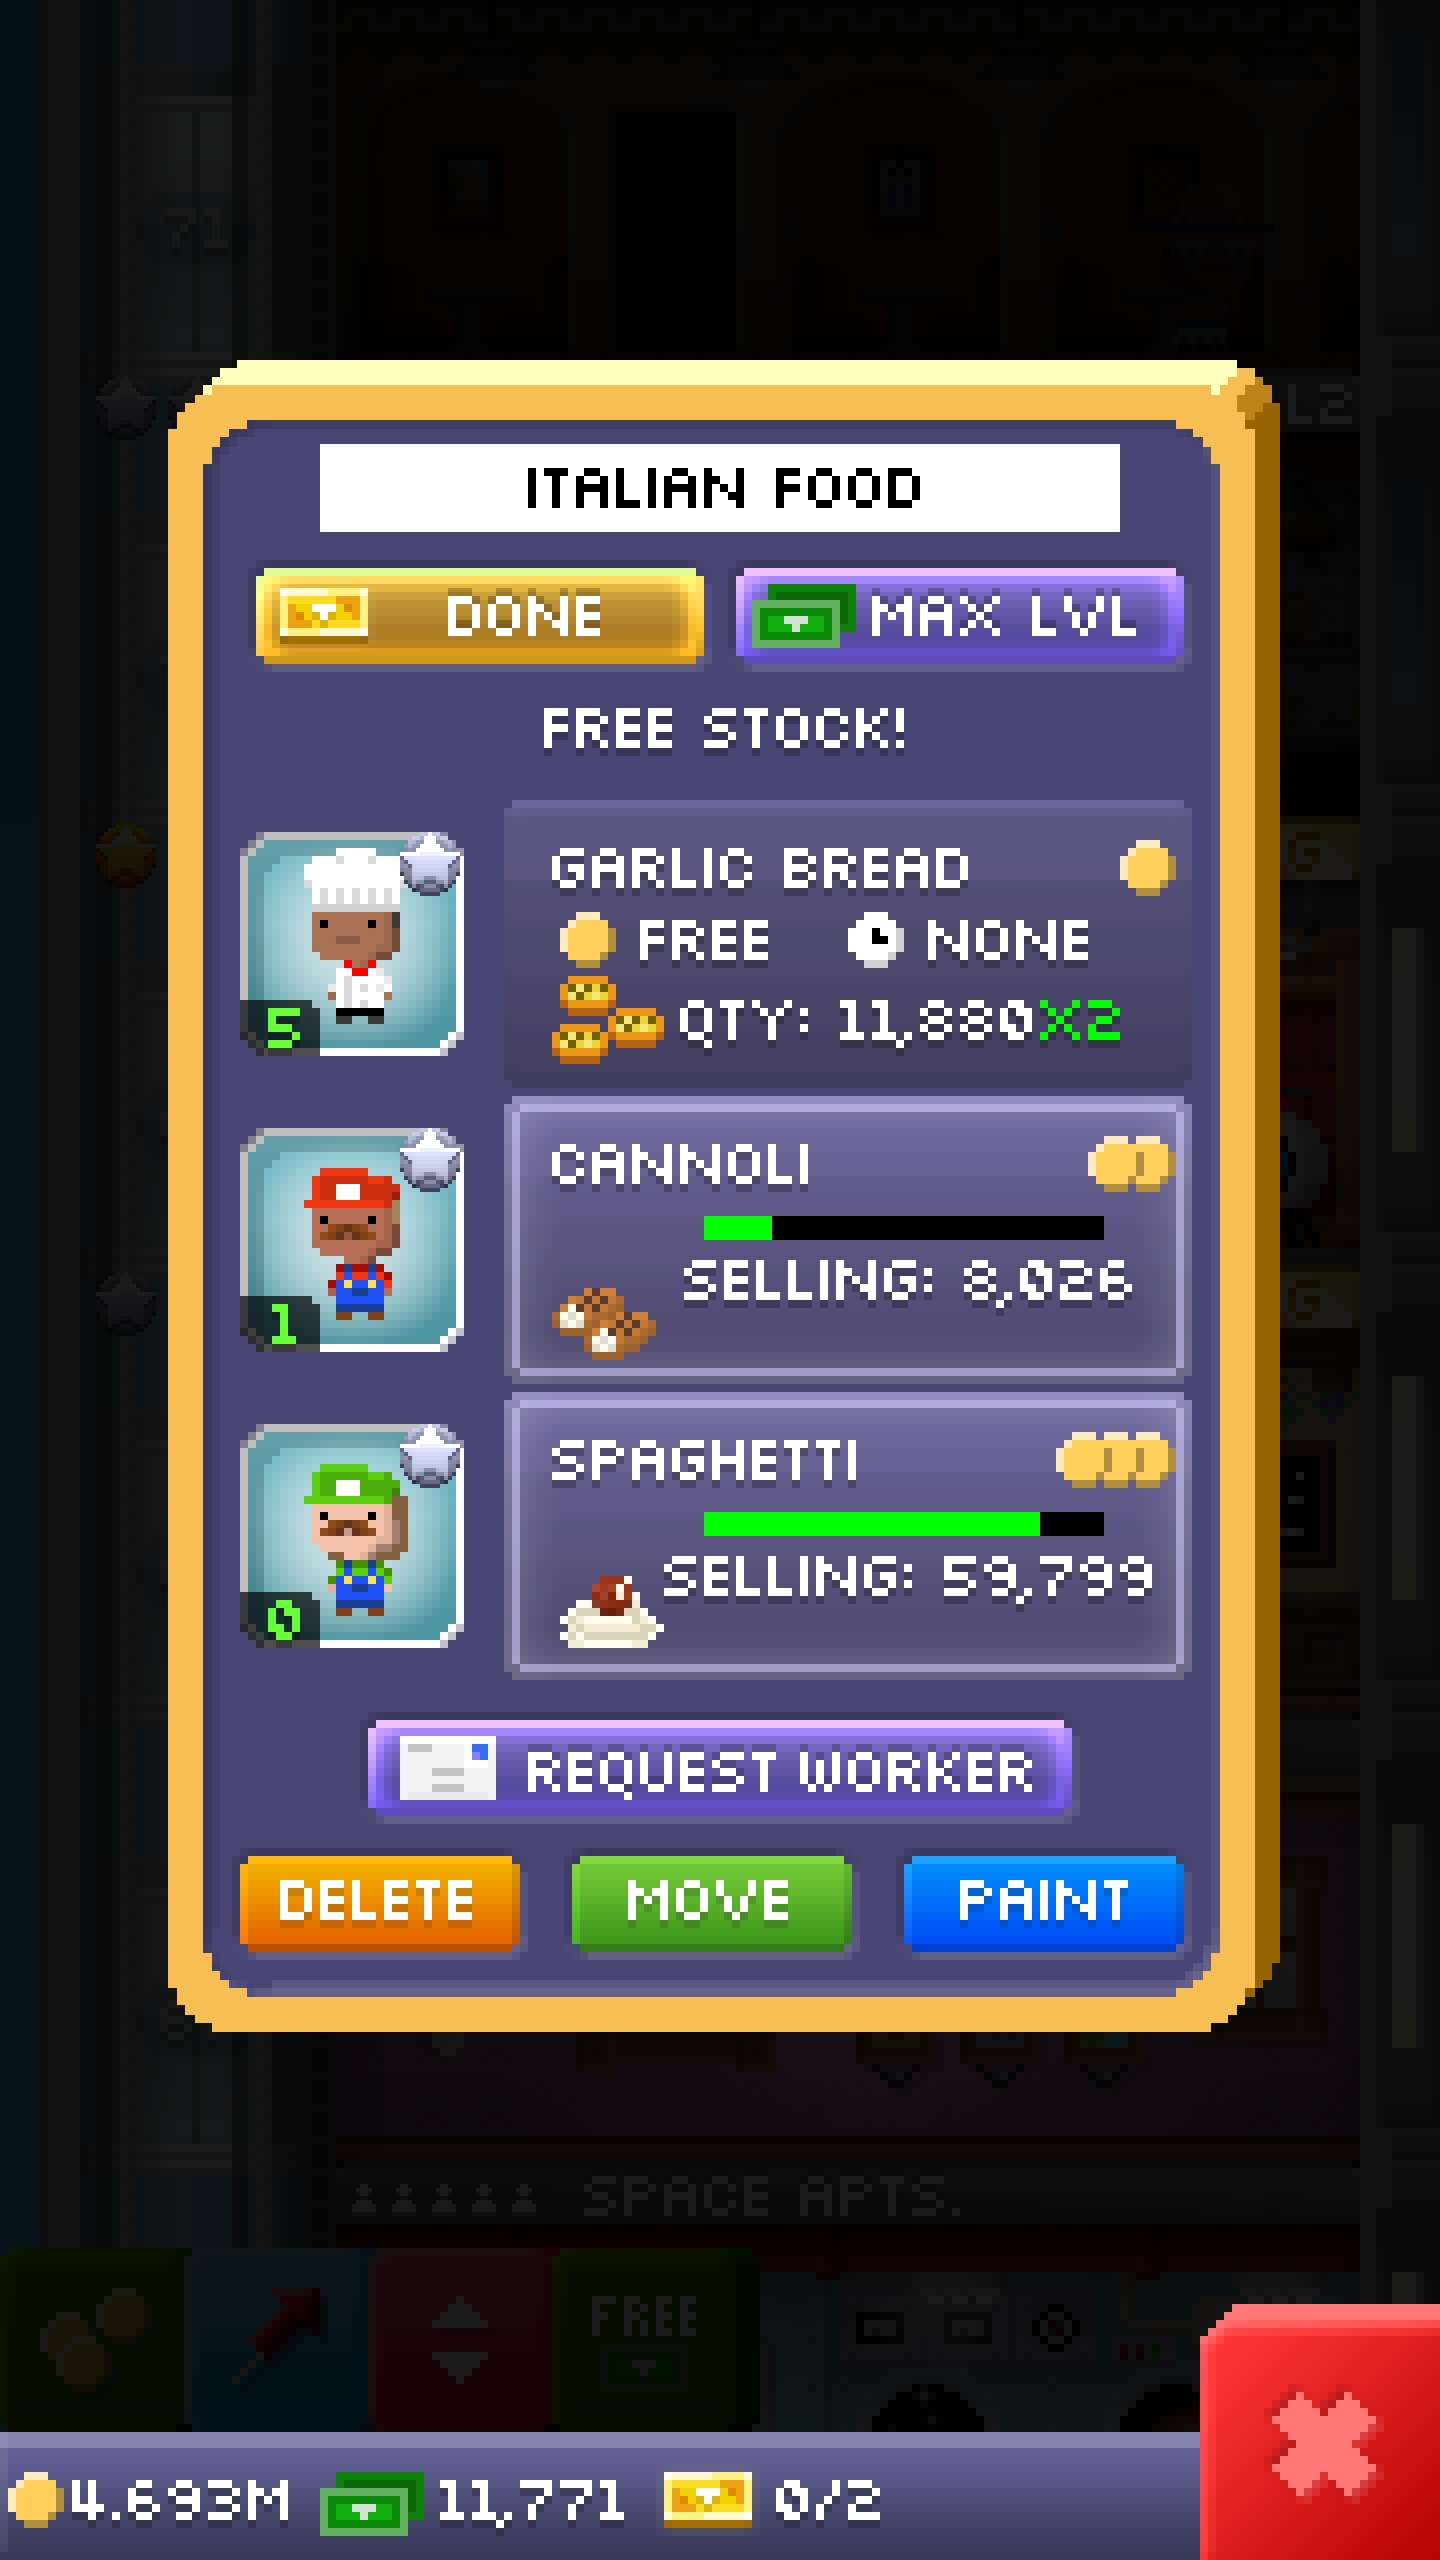 71
L2
ITALIAN FOOD
DONE
MAX LVL
FREE STOCK!
GARLIC BREAD
FREE NONE
QTY: 11,880X2
5
CANNOLI
SELLING: 8,026
1
SPAGHETTI
SELLING: 59,799
0
REQUEST WORKER
DELETE MOVE PAINT
SPACE APTS.
FREE
4.693M 11,771 0/2